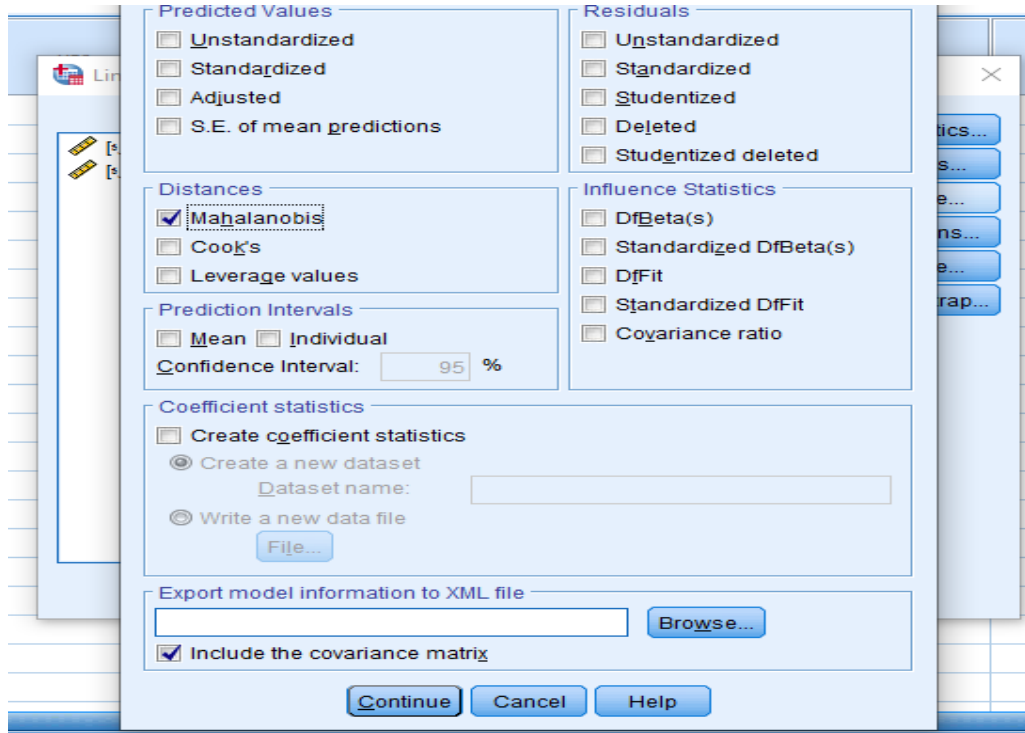 Predicted Values
Unstandardized
Standardized
Adjusted
S.E. of mean predictions
Residuals
Unstandardized
Standardized
Studentized
Deleted
Studentized deleted
Distances
Mahalanobis
Cook's
Leverage values
Influence Statistics
DfBeta(s)
Standardized DfBeta(s)
DfFit
Standardized DfFit
Covariance ratio
Prediction Intervals
Mean Individual
Confidence Interval: 95 %
Coefficient statistics
Create coefficient statistics
Create a new dataset
Dataset name:
Write a new data file
File...
Export model information to XML file
Browse...
Include the covariance matrix
Continue Cancel Help